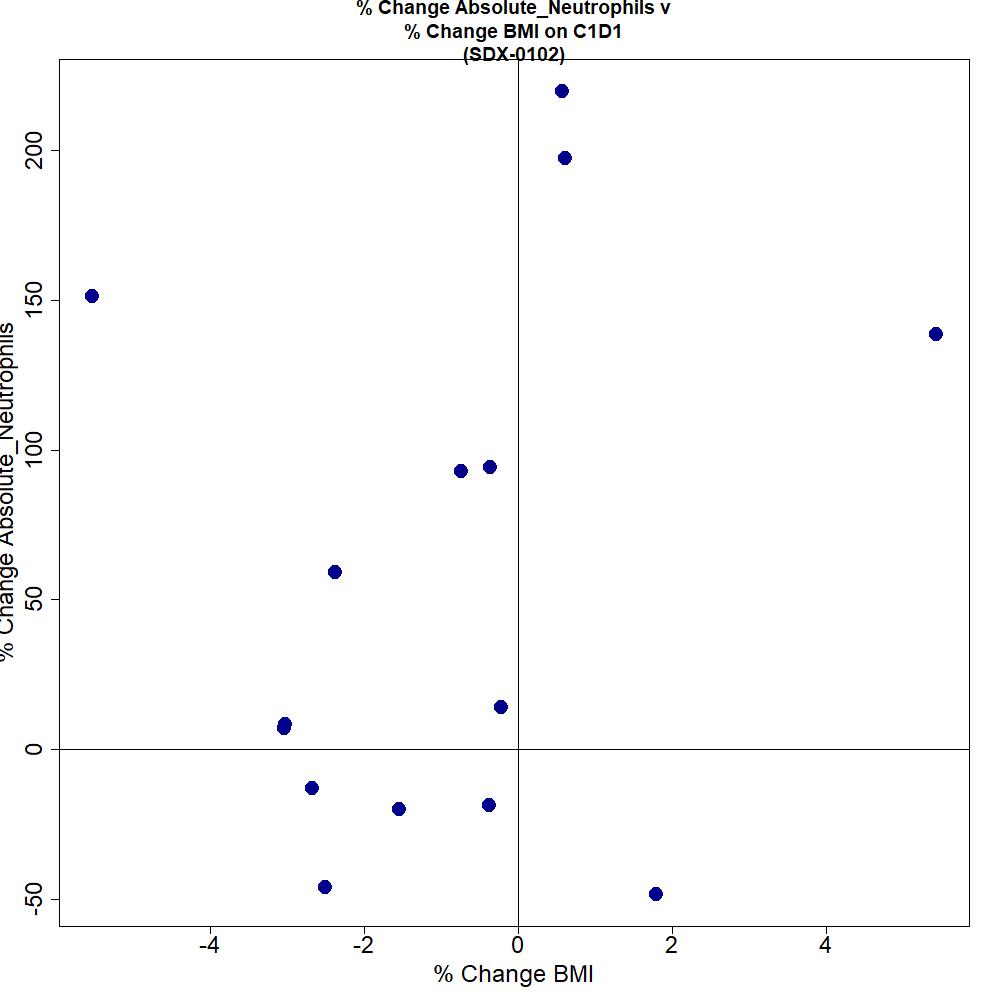 % Change Absolute_Neutrophils v
% Change BMI on C1D1
(SDX-0102)
% Change Absolute_Neutrophils
200
150
100
50
0
-50
-4
-2
0
2
4
% Change BMI